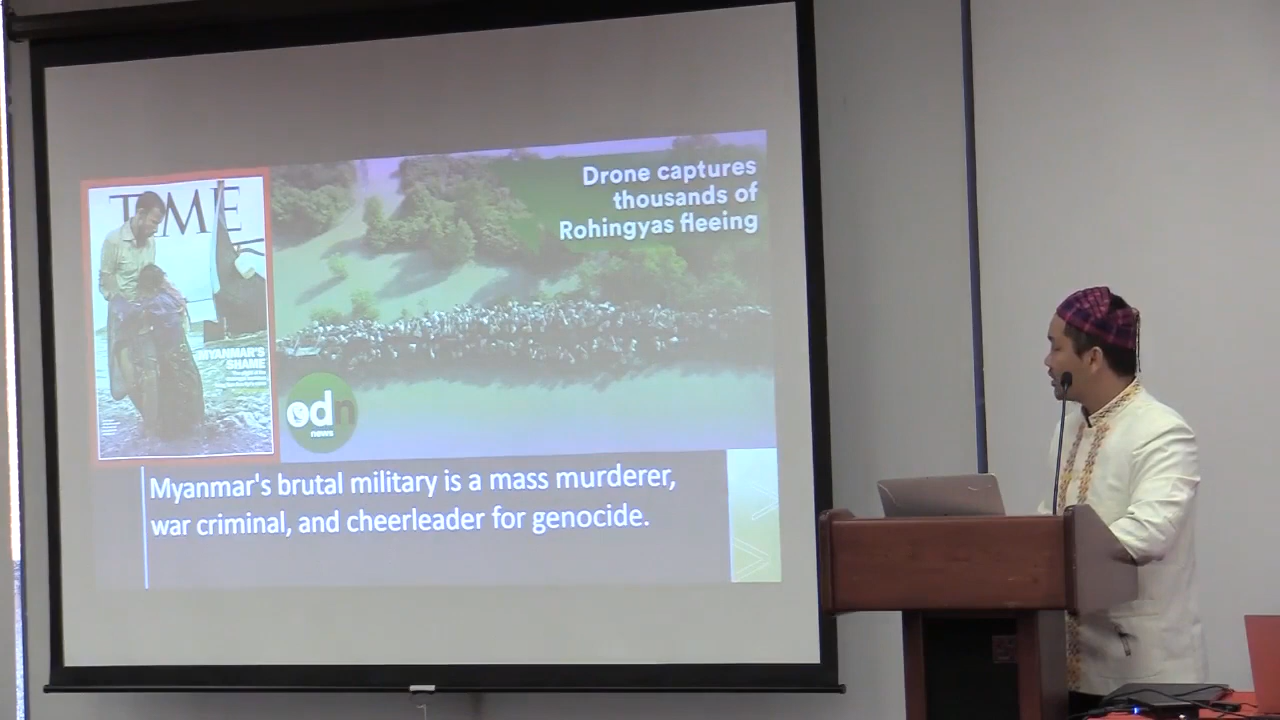 TIME
MYANMAR'S
SHAME
Drone captures
thousands of
Rohingyas fleeing
odn
news
Myanmar's brutal military is a mass murderer,
war criminal, and cheerleader for genocide.